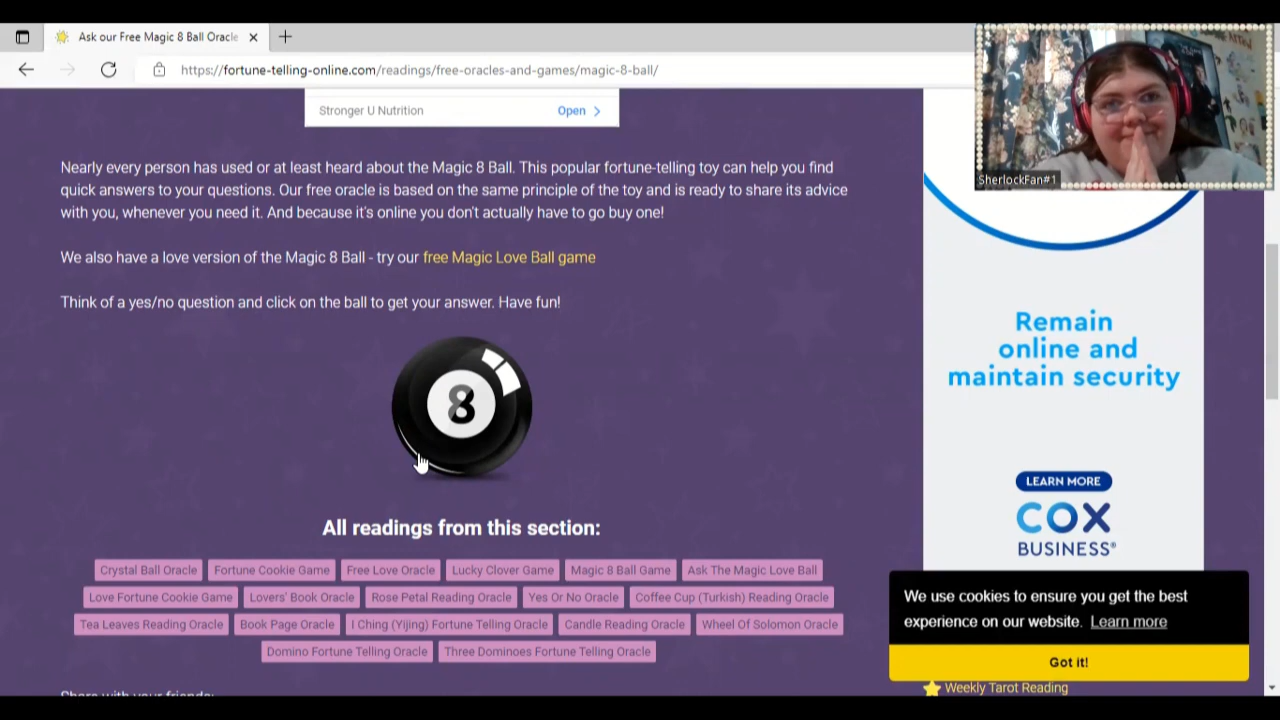 Ask our Free Magic 8 Ball Oracle
https://fortune-telling-online.com/readings/free-oracles-and-games/magic-8-ball/
SherlockFan#1
Stronger U Nutrition
Open
Nearly every person has used or at least heard about the Magic 8 Ball. This popular fortune-telling toy can help you find
quick answers to your questions. Our free oracle is based on the same principle of the toy and is ready to share its advice
with you, whenever you need it. And because it's online you don't actually have to go buy one!
We also have a love version of the Magic 8 Ball - try our free Magic Love Ball game
Think of a yes/no question and click on the ball to get your answer. Have fun!
8
All readings from this section:
Crystal Ball Oracle Fortune Cookie Game Free Love Oracle Lucky Clover Game Magic 8 Ball Game Ask The Magic Love Ball
Love Fortune Cookie Game Lovers' Book Oracle Rose Petal Reading Oracle Yes Or No Oracle Coffee Cup (Turkish) Reading Oracle
Tea Leaves Reading Oracle Book Page Oracle I Ching (Yijing) Fortune Telling Oracle Candle Reading Oracle Wheel Of Solomon Oracle
Domino Fortune Telling Oracle Three Dominoes Fortune Telling Oracle
Share with your friends:
Remain
online and
maintain security
LEARN MORE
COX
BUSINESS®
We use cookies to ensure you get the best
experience on our website. Learn more
Got it!
Weekly Tarot Reading